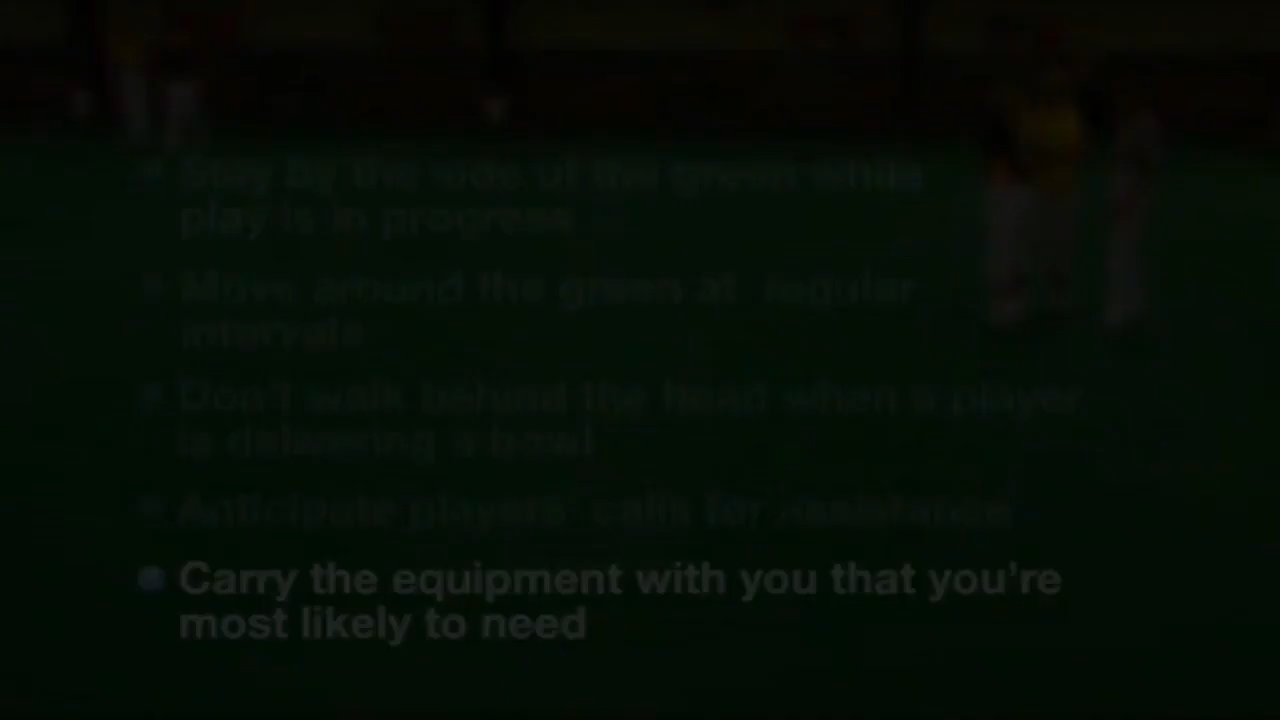 Stay by the side of the green while
play is in progress
Move around the green at regular
intervals
Don't walk behind the head when a player
is delivering a bowl
Anticipate players' calls for assistance
Carry the equipment with you that you're
most likely to need